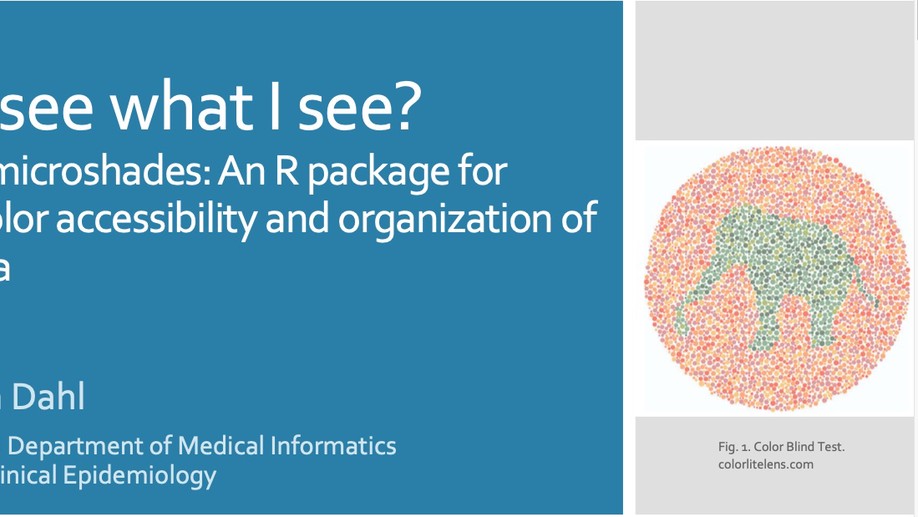 see what I see?
microshades: An R package for
olor accessibility and organization of
a
Dahl
Department of Medical Informatics
inical Epidemiology
Fig. 1. Color Blind Test.
colorlitelens.com